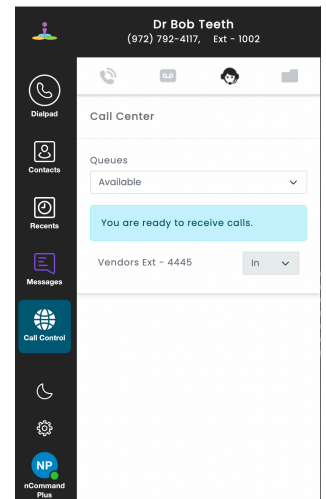 Dr Bob Teeth
(972) 792-4117, Ext - 1002
Dialpad
Contacts
Recents
Messages
Call Control
NP
nCommand
Plus
Call Center
Queues
Available
You are ready to receive calls.
Vendors Ext - 4445
In